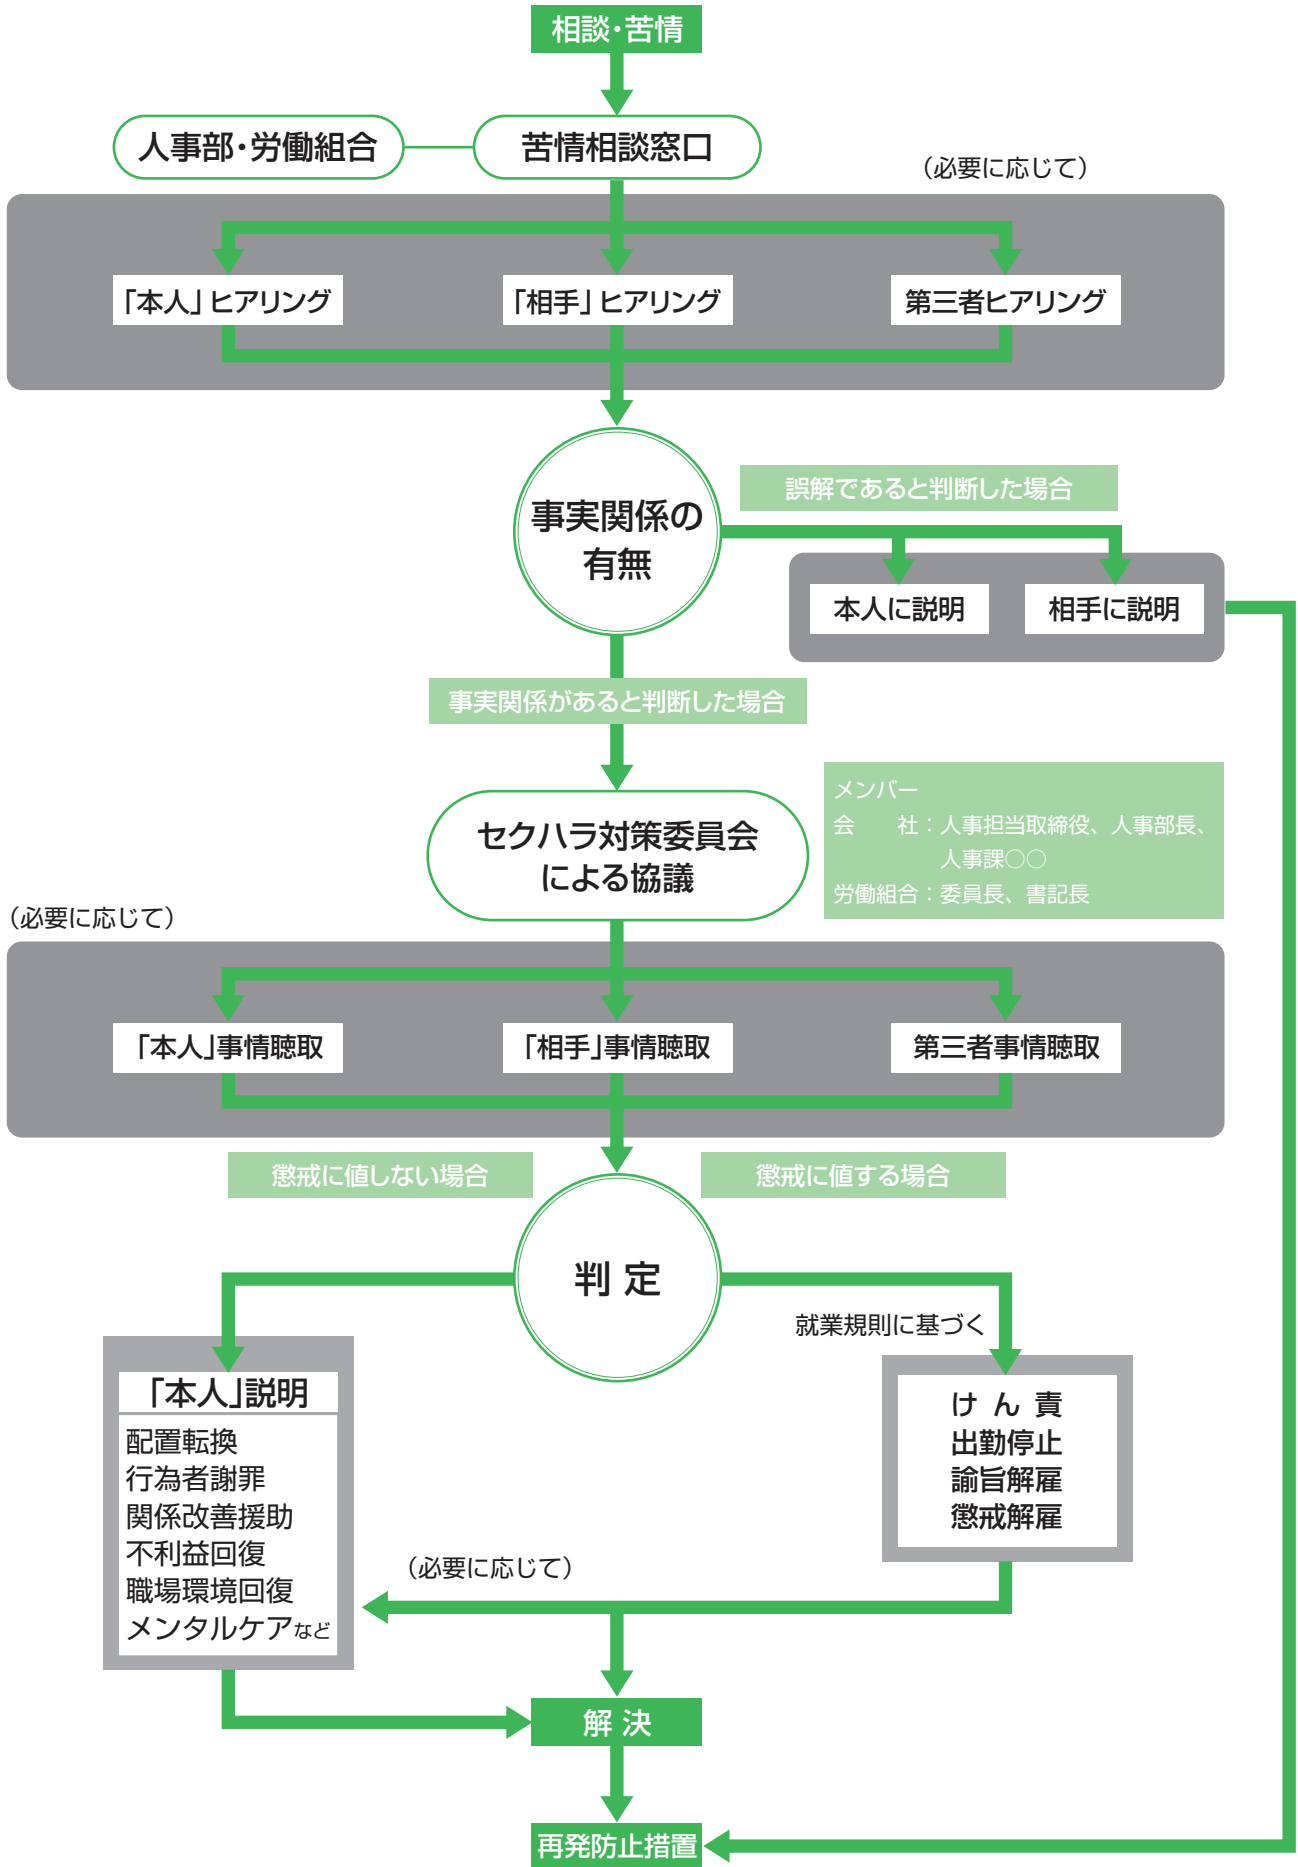 相談・苦情
人事部・労働組合
苦情相談窓口
（必要に応じて）
「本人」ヒアリング
「相手」ヒアリング
第三者ヒアリング
事実関係の
有無
誤解であると判断した場合
本人に説明
相手に説明
事実関係があると判断した場合
セクハラ対策委員会
による協議
メンバー
会　　社：人事担当取締役、人事部長、
人事課○○
労働組合：委員長、書記長
（必要に応じて）
「本人」事情聴取
「相手」事情聴取
第三者事情聴取
懲戒に値しない場合
懲戒に値する場合
判 定
就業規則に基づく
「本人」説明
配置転換
行為者謝罪
関係改善援助
不利益回復
職場環境回復
メンタルケアなど
け ん 責
出勤停止
諭旨解雇
懲戒解雇
（必要に応じて）
解 決
再発防止措置